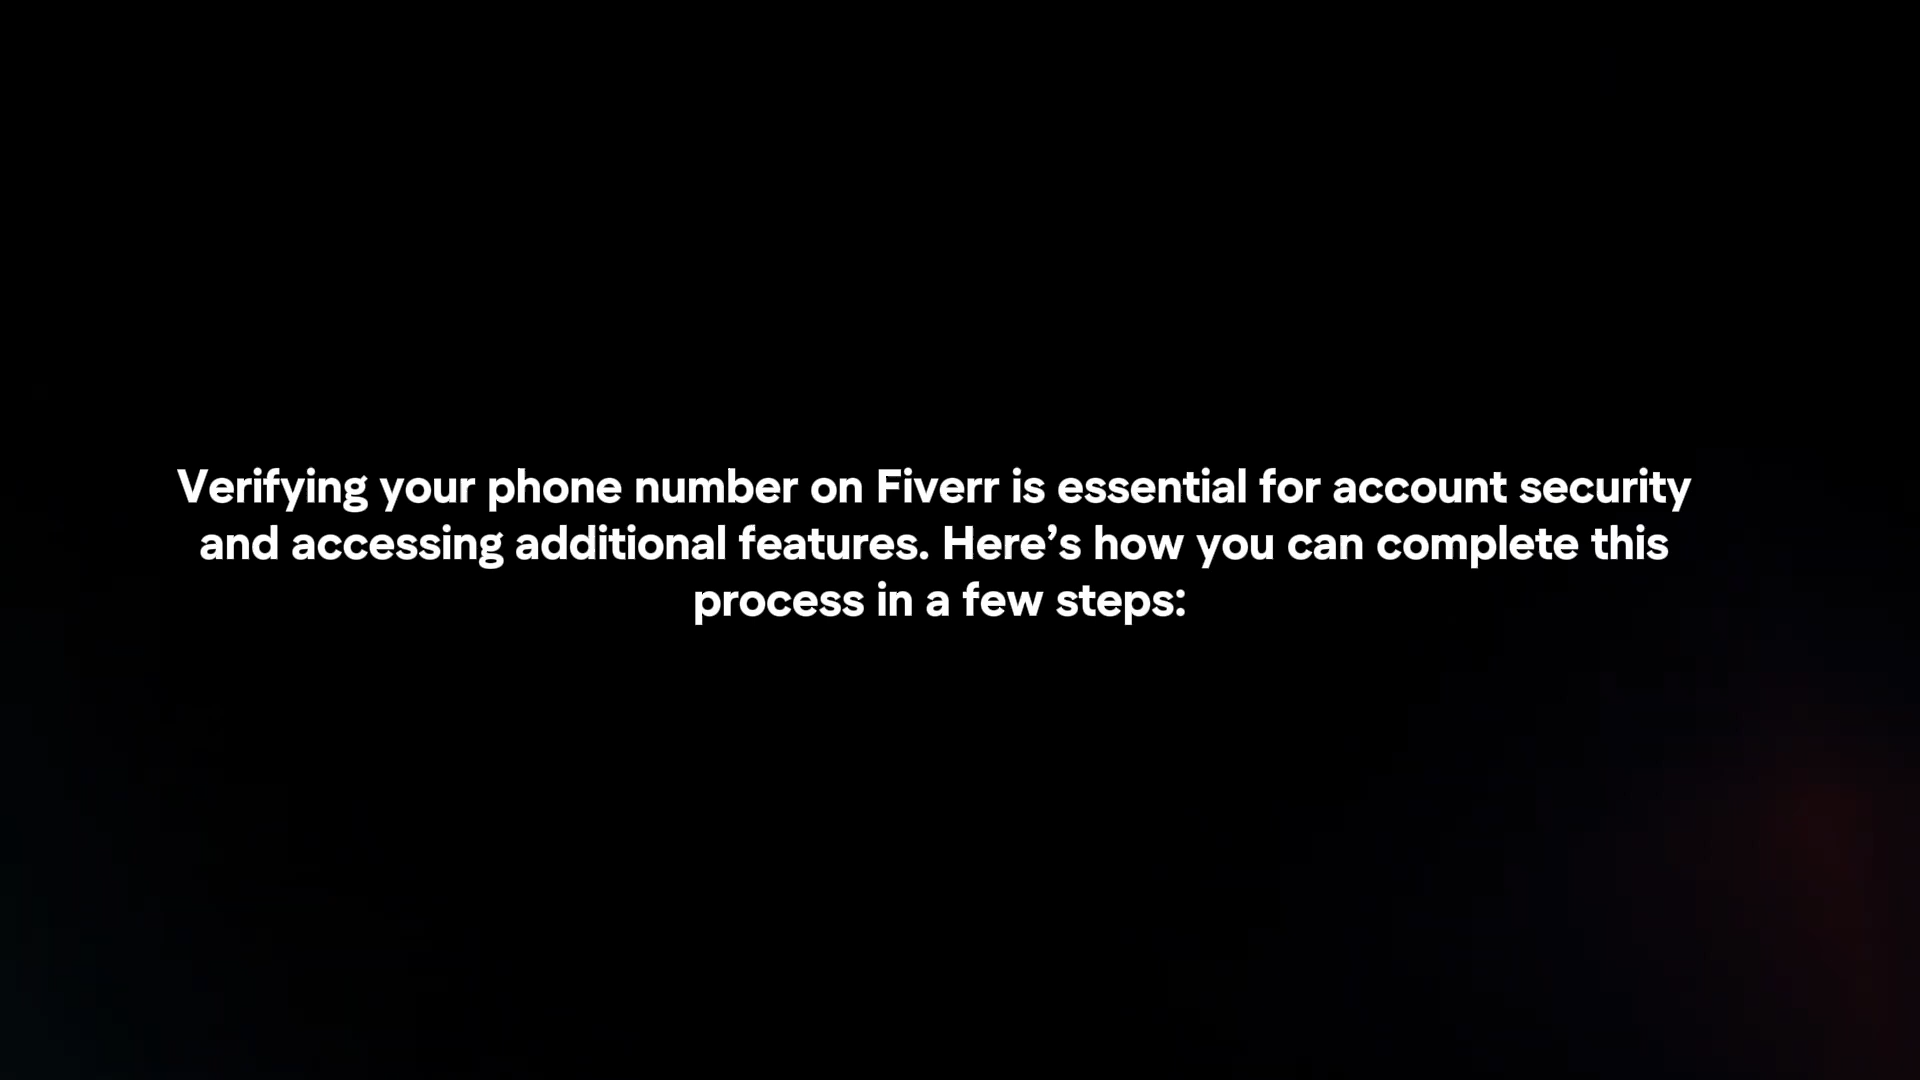 Verifying your phone number on Fiverr is essential for account security
and accessing additional features. Here’s how you can complete this
process in a few steps: